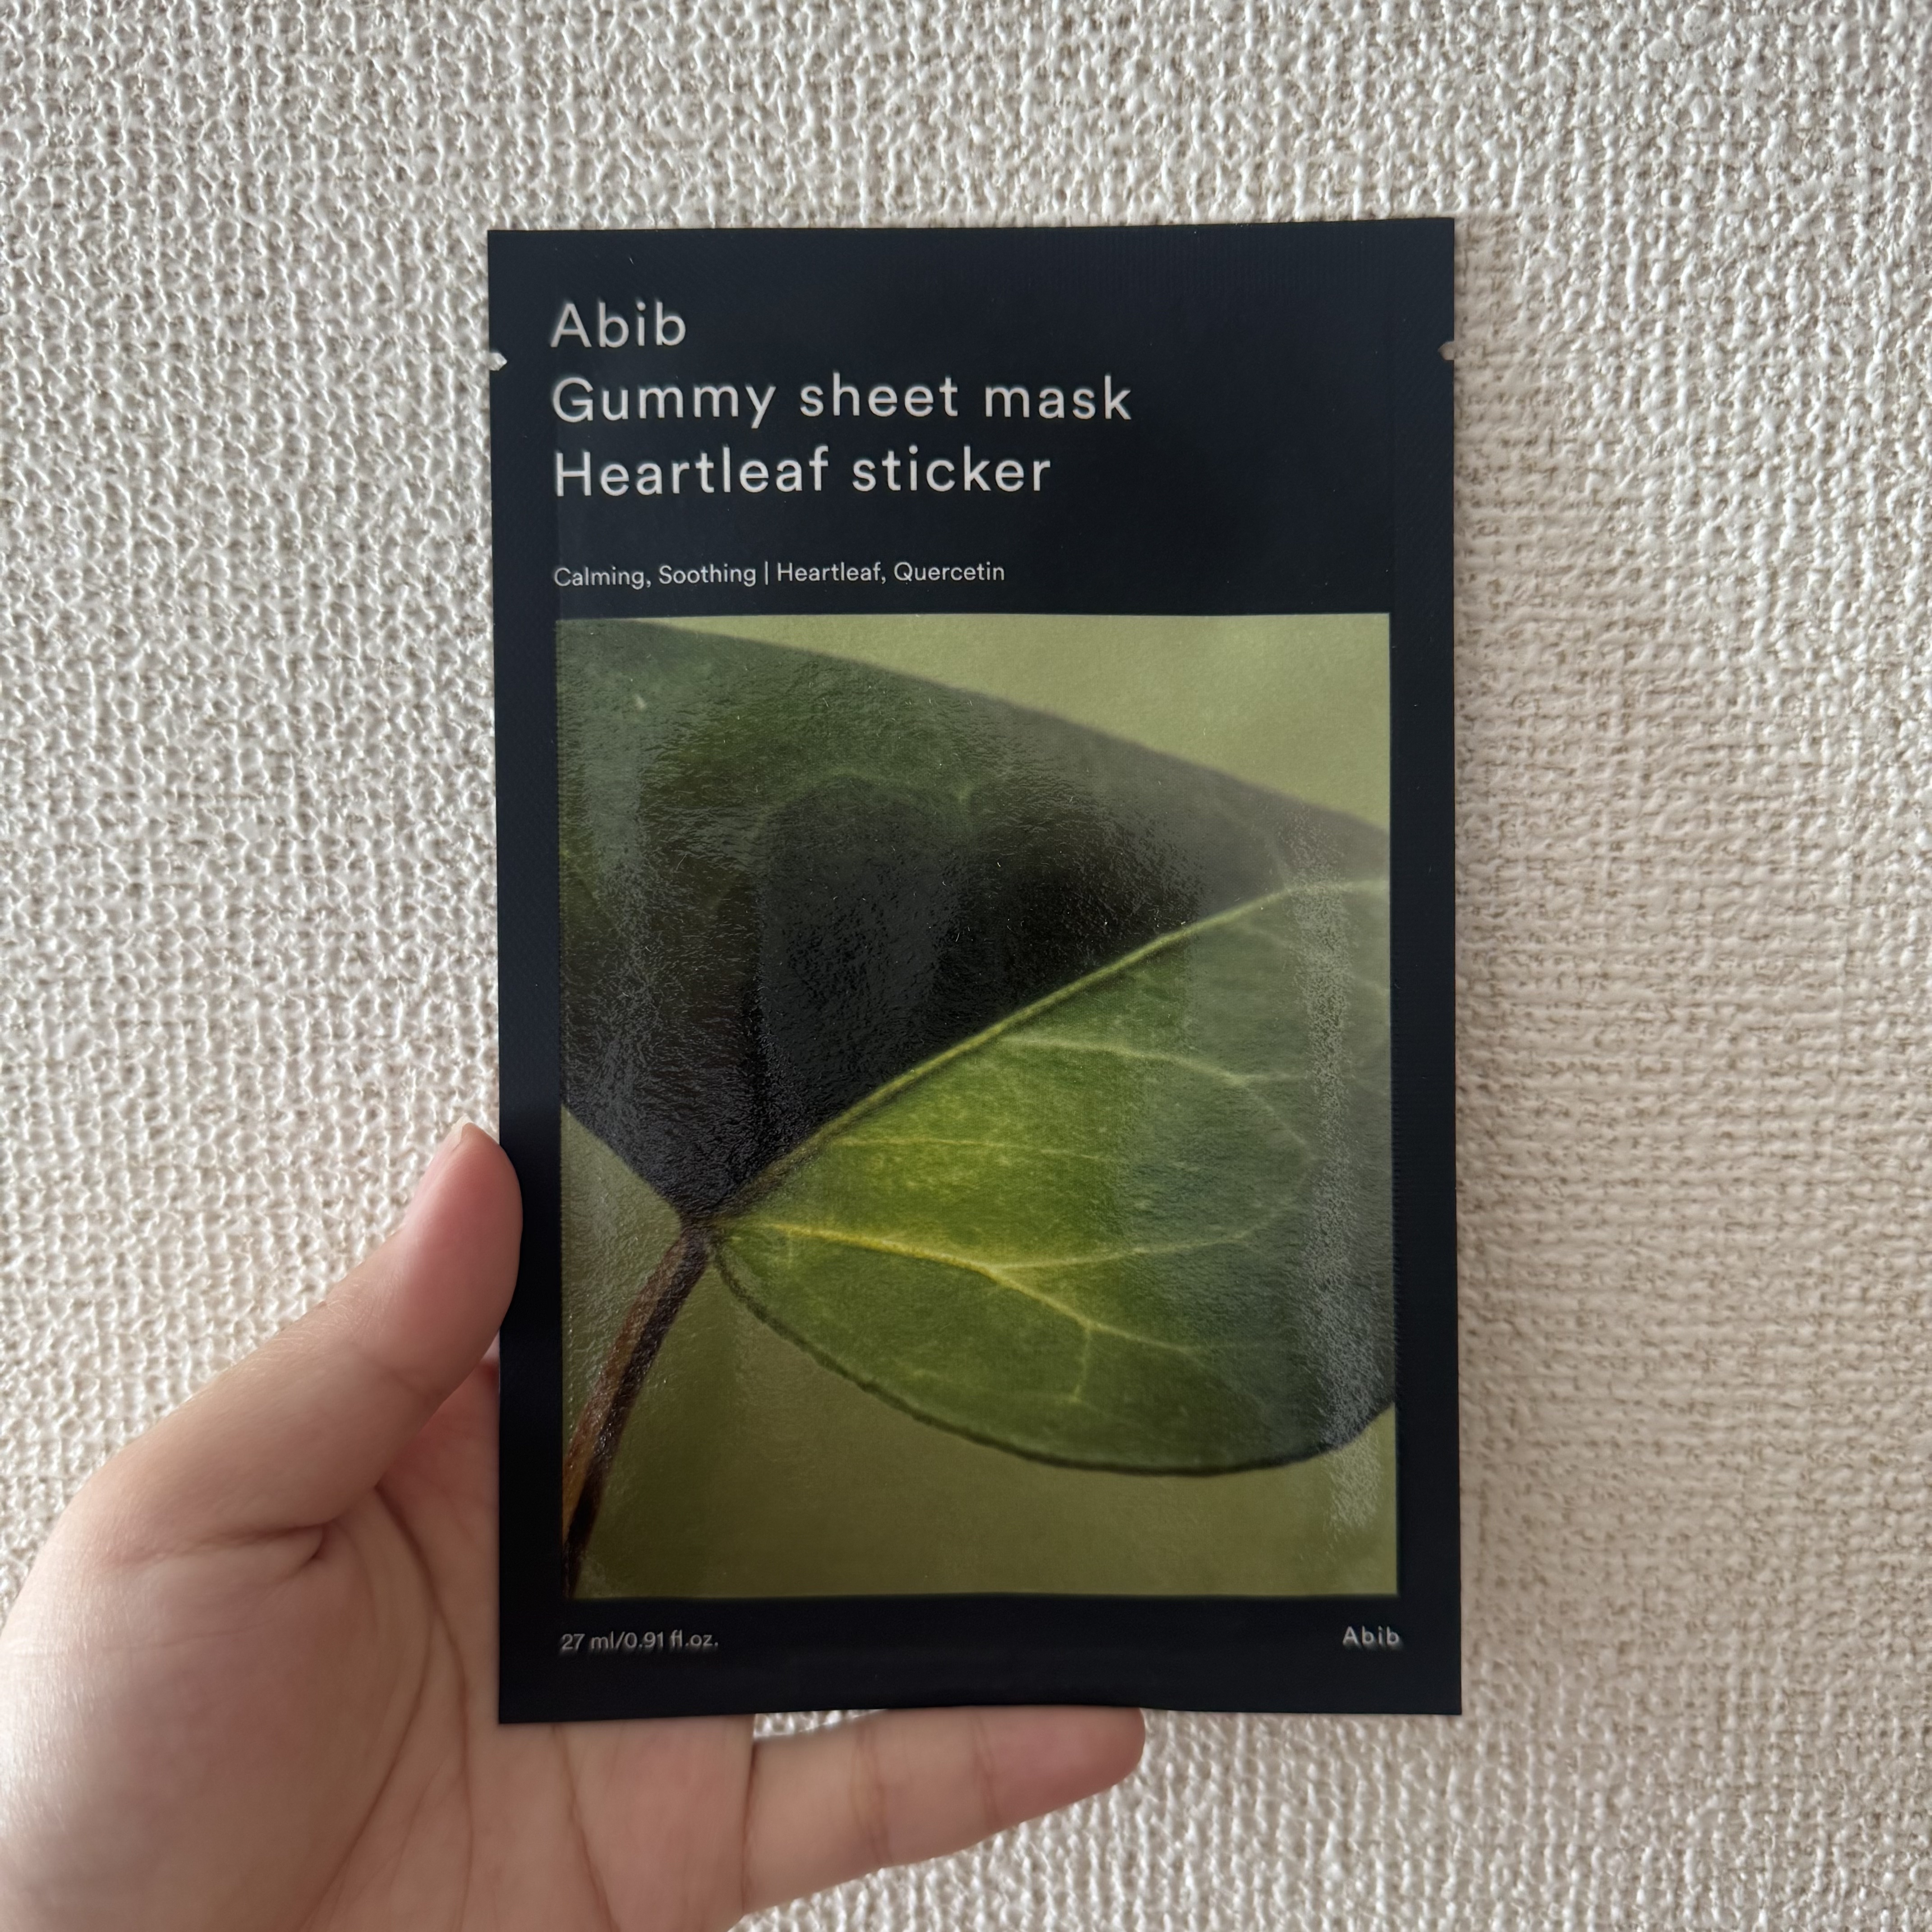 Abib
Gummy sheet mask
Heartleaf sticker
Calming, Soothing | Heartleaf, Quercetin
27 ml/0.91 fl.oz.
Abib